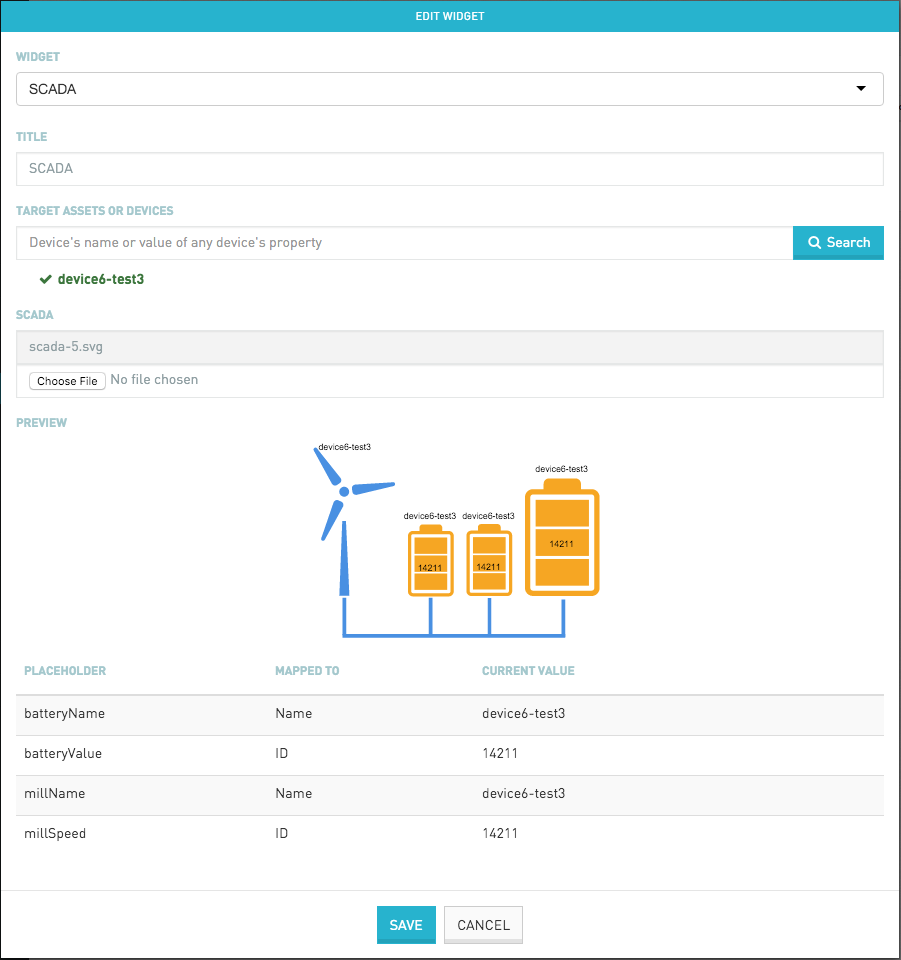 EDIT WIDGET
WIDGET
SCADA
TITLE
SCADA
TARGET ASSETS OR DEVICES
Device's name or value of any device's property
Search
device6-test3
SCADA
scada-5.svg
Choose File No file chosen
PREVIEW
device6-test3
device6-test3
device6-test3 device6-test3
14211
14211 14211
PLACEHOLDER MAPPED TO CURRENT VALUE
batteryName Name device6-test3
batteryValue ID 14211
millName Name device6-test3
millSpeed ID 14211
SAVE CANCEL